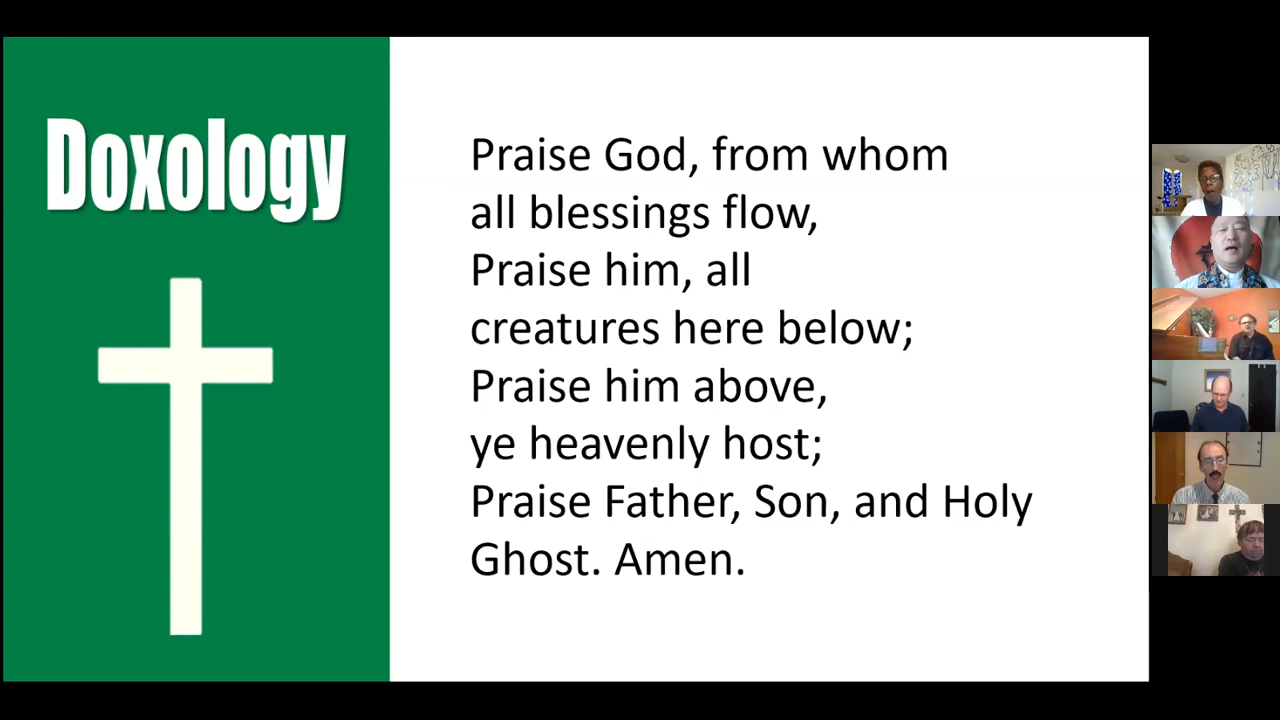 Doxology
Praise God, from whom
all blessings flow,
Praise him, all
creatures here below;
Praise him above,
ye heavenly host;
Praise Father, Son, and Holy
Ghost. Amen.